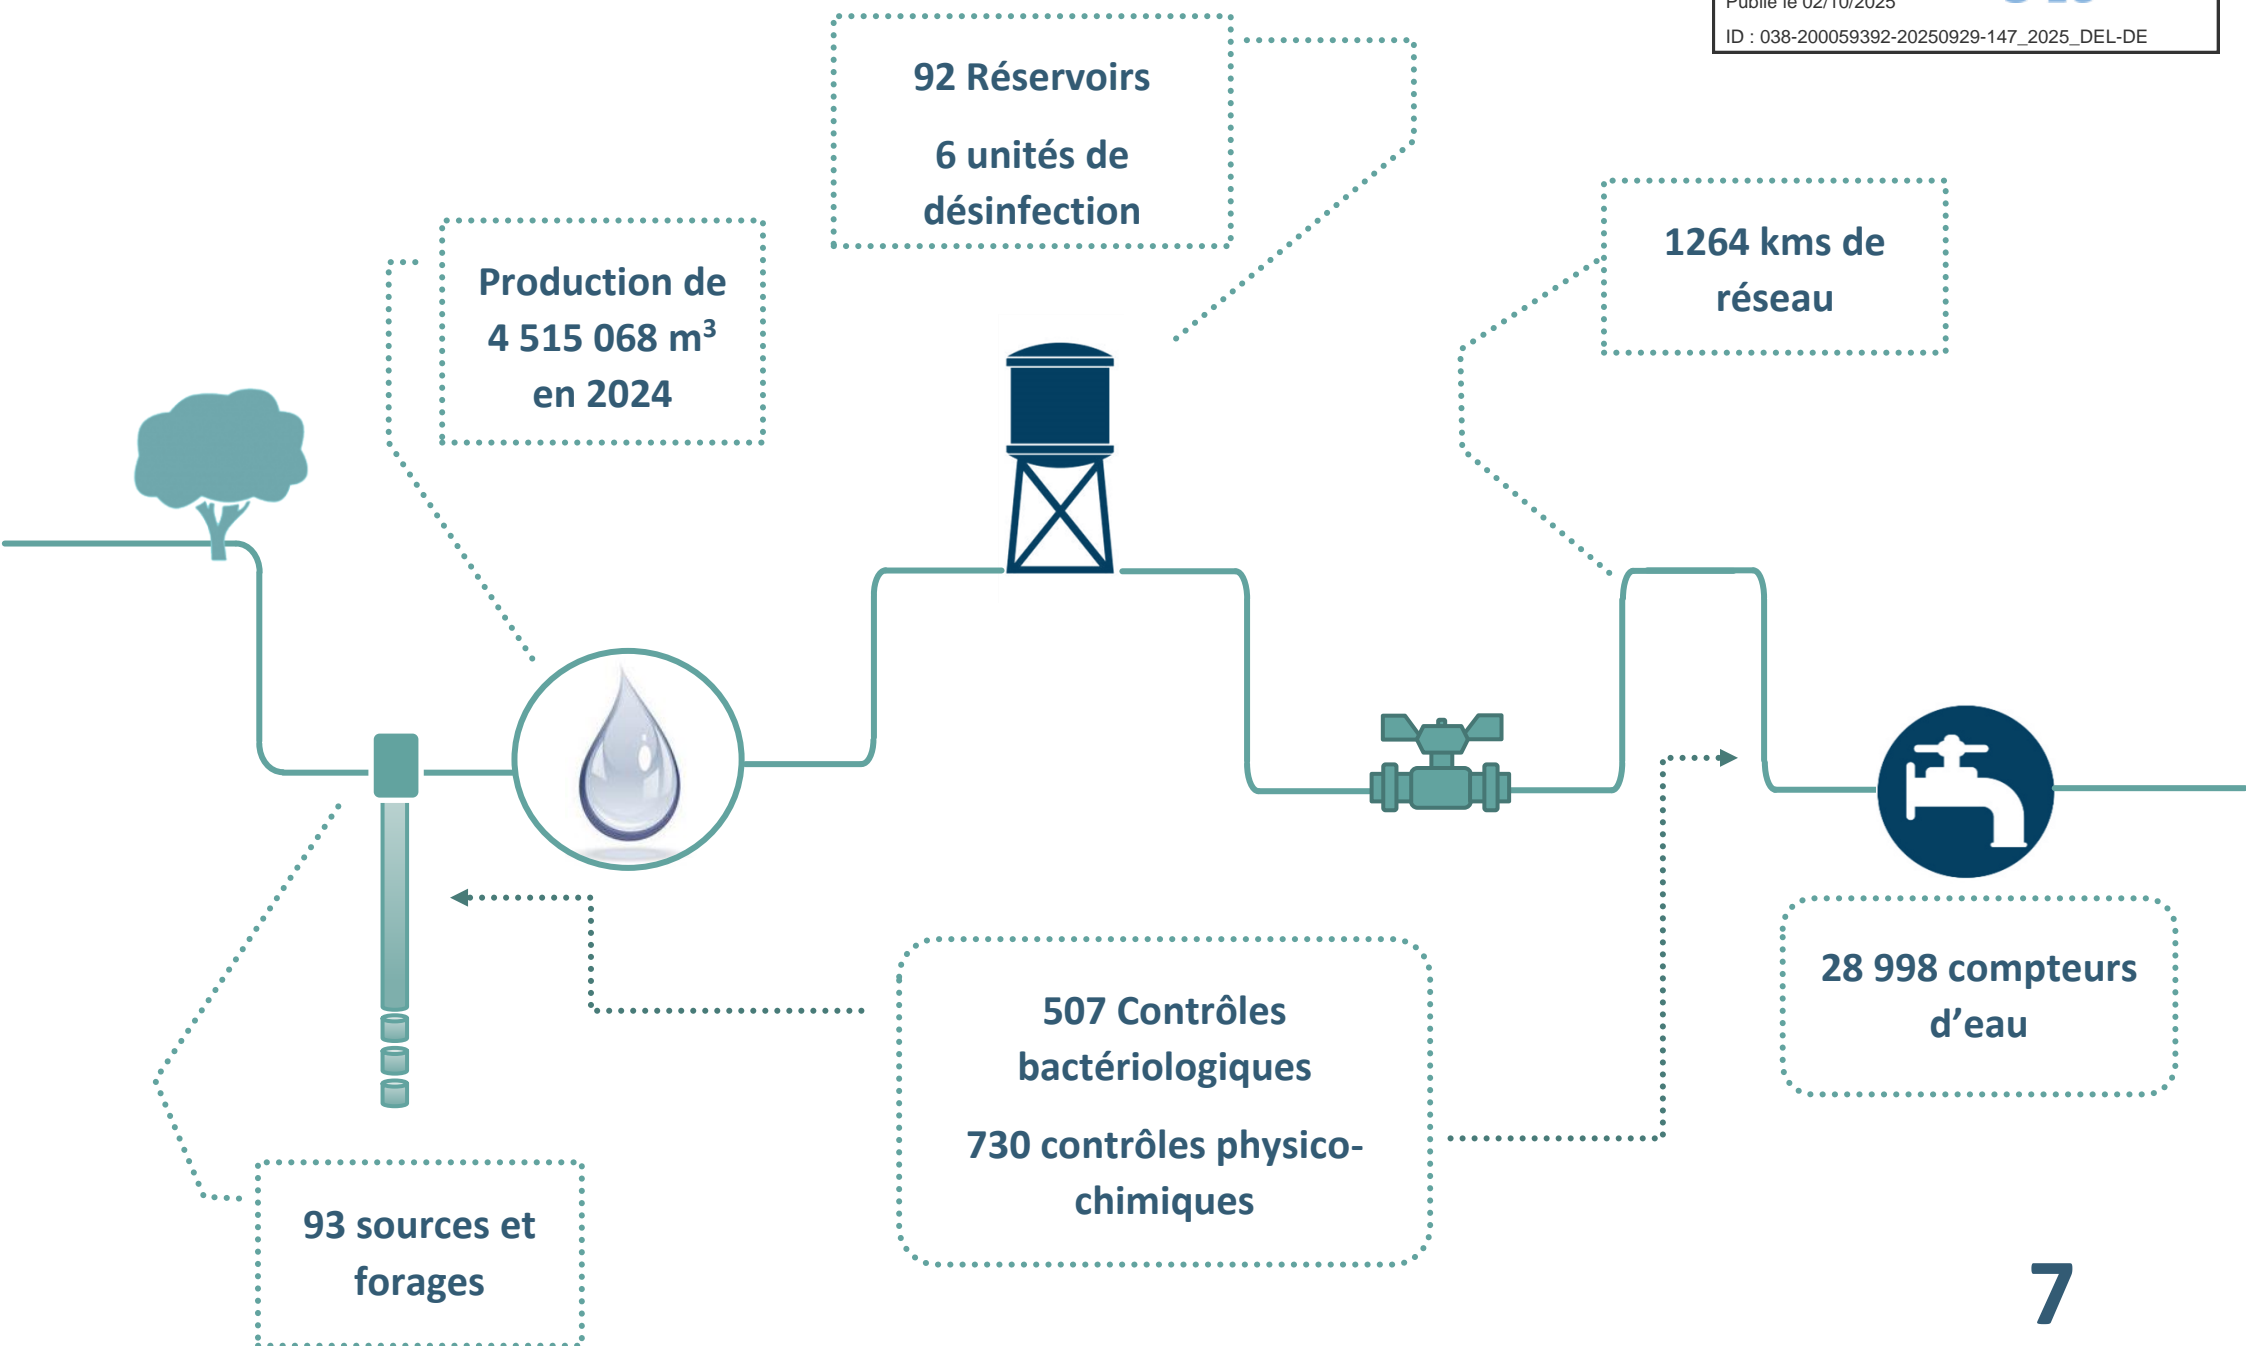 Publié le 02/10/2025
ID : 038-200059392-20250929-147_2025_DEL-DE
92 Réservoirs
6 unités de
désinfection
1264 kms de
réseau
Production de
4 515 068 m³
en 2024
28 998 compteurs
d’eau
507 Contrôles
bactériologiques
730 contrôles physico-
chimiques
93 sources et
forages
7